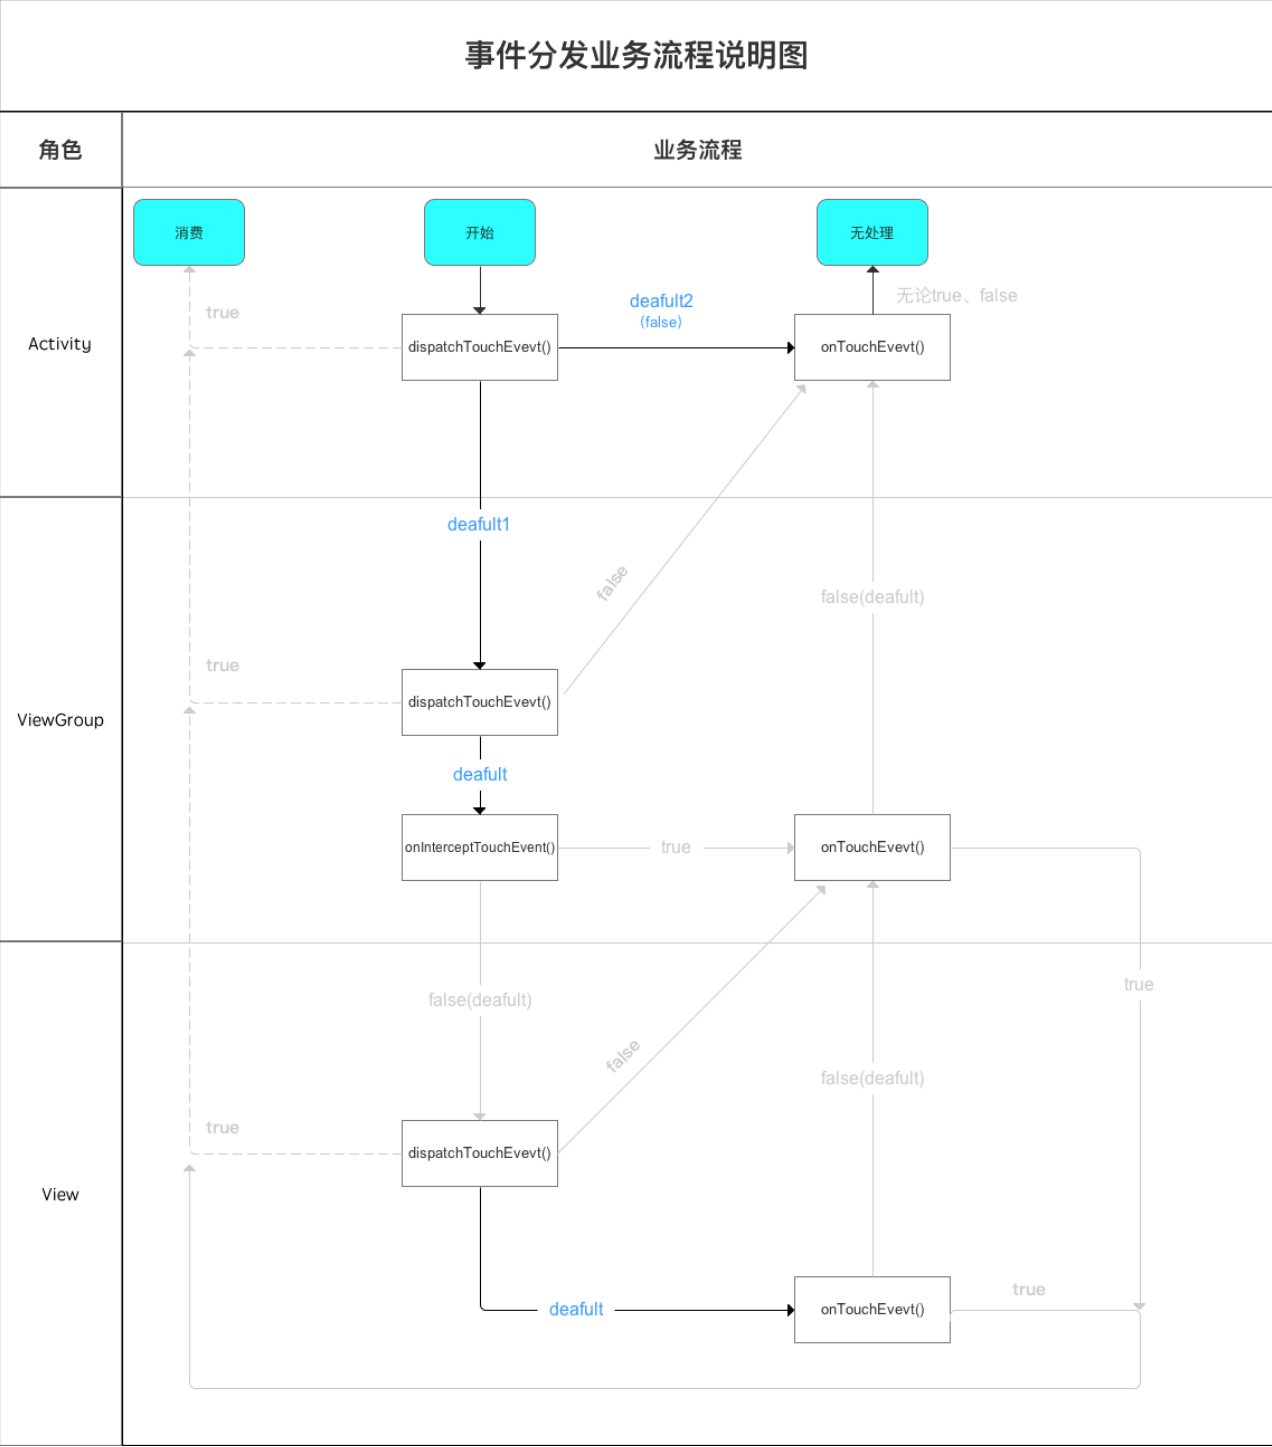 事件分发业务流程说明图
角色
业务流程
消费
开始
无处理
true
deafult2
(false)
无论true、false
Activity
dispatchTouchEvevt()
onTouchEvevt()
deafult1
false
false(deafult)
true
dispatchTouchEvevt()
ViewGroup
deafult
onInterceptTouchEvent()
true
onTouchEvevt()
true
false(deafult)
false
false(deafult)
true
dispatchTouchEvevt()
View
deafult
onTouchEvevt()
true